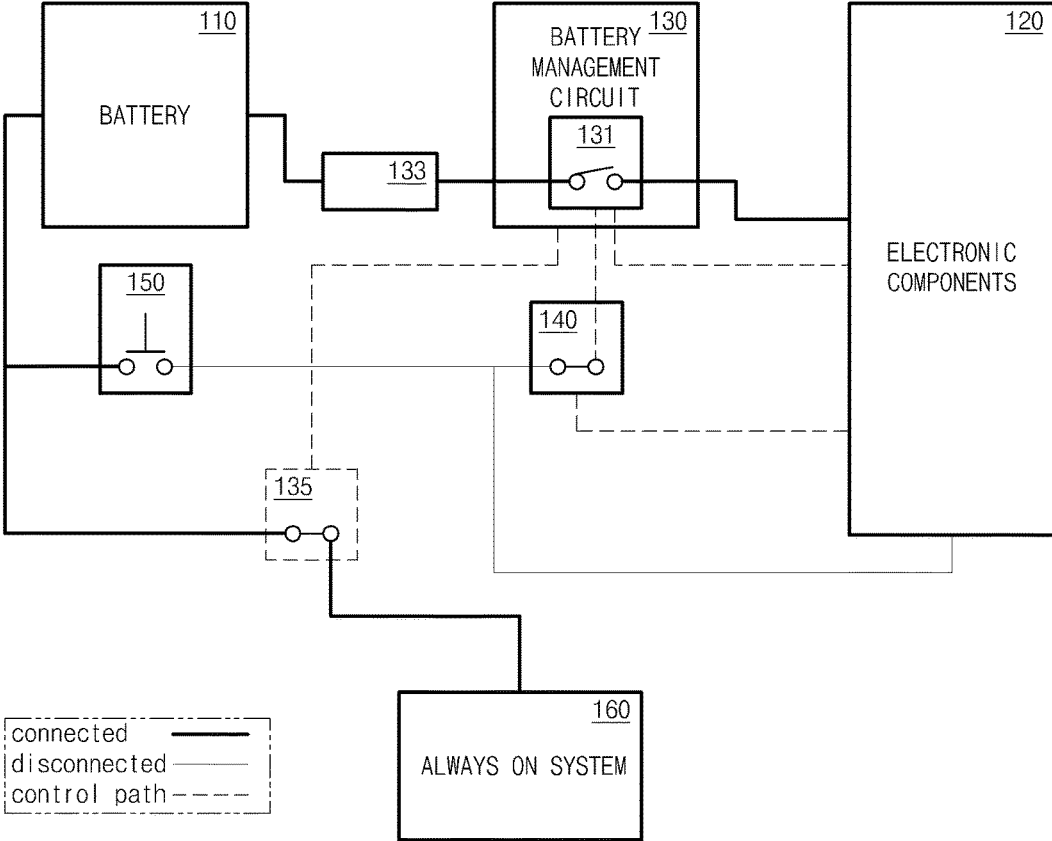 110
BATTERY
130
BATTERY
MANAGEMENT
CIRCUIT
131
120
133
ELECTRONIC
COMPONENTS
150
140
135
160
ALWAYS ON SYSTEM
connected
disconnected
control path